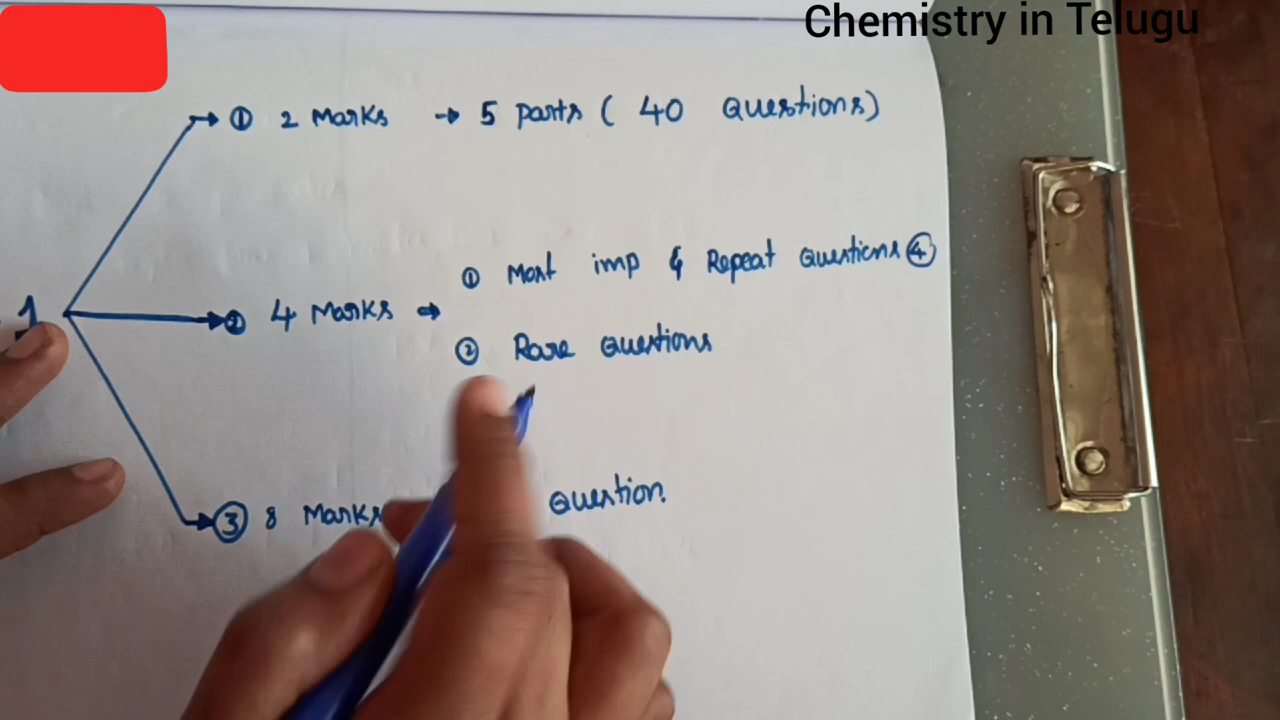 Chemistry in Telugu
① 2 Marks → 5 parts ( 40 Questions)
① Most imp & Repeat Questions ④
1
② 4 Marks →
② Rare Questions
③ 8 Marks Question.